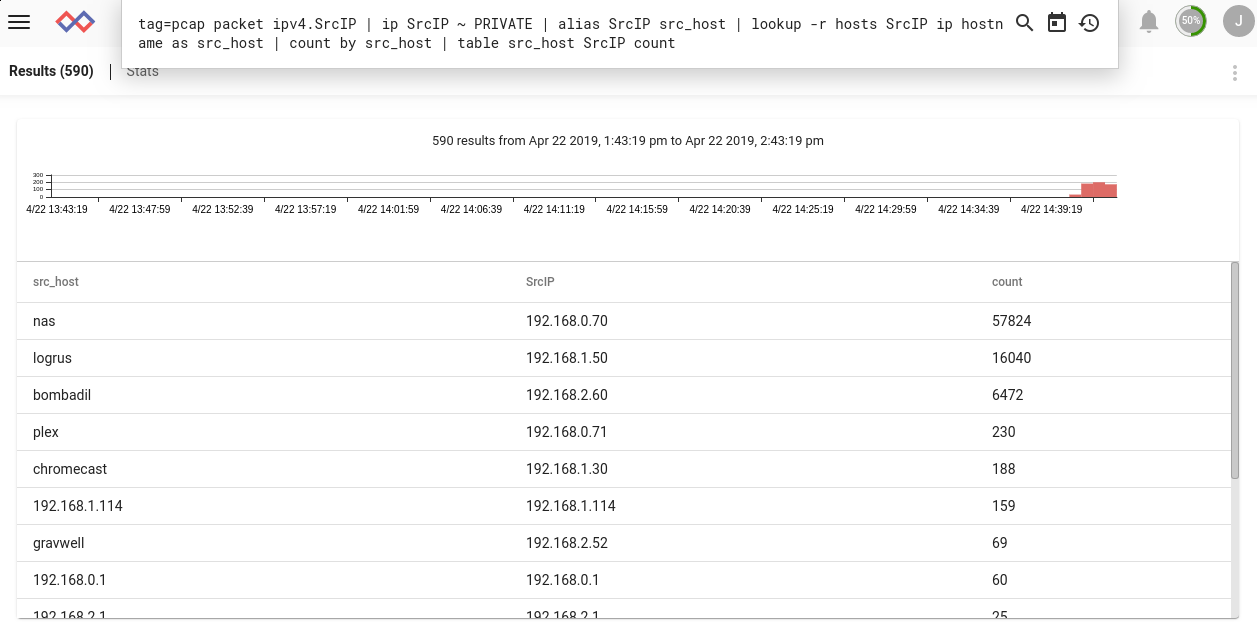 tag=pcap packet ipv4.SrcIP | ip SrcIP ~ PRIVATE | alias SrcIP src_host | lookup -r hosts SrcIP ip hostn
ame as src_host | count by src_host | table src_host SrcIP count
50%
J
Results (590) | Stats
590 results from Apr 22 2019, 1:43:19 pm to Apr 22 2019, 2:43:19 pm
300
200
100
0
4/22 13:43:19 4/22 13:47:59 4/22 13:52:39 4/22 13:57:19 4/22 14:01:59 4/22 14:06:39 4/22 14:11:19 4/22 14:15:59 4/22 14:20:39 4/22 14:25:19 4/22 14:29:59 4/22 14:34:39 4/22 14:39:19
src_host SrcIP count
nas 192.168.0.70 57824
logrus 192.168.1.50 16040
bombadil 192.168.2.60 6472
plex 192.168.0.71 230
chromecast 192.168.1.30 188
192.168.1.114 192.168.1.114 159
gravwell 192.168.2.52 69
192.168.0.1 192.168.0.1 60
192.168.2.1 192.168.2.1 25